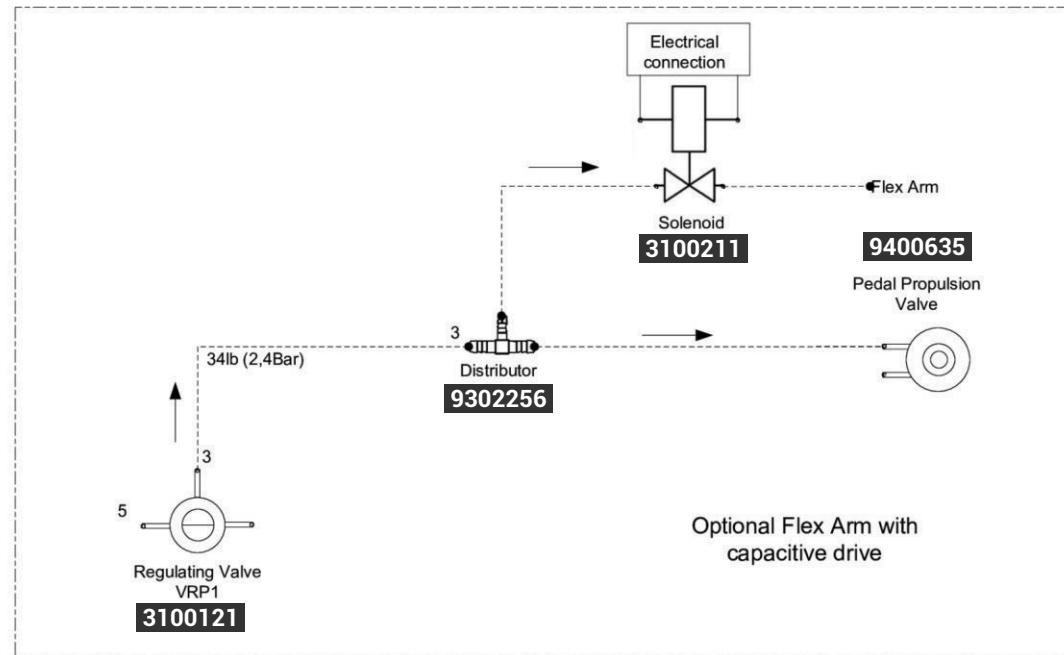 Electrical
connection
Flex Arm
Solenoid
3100211
9400635
Pedal Propulsion
Valve
3
34lb (2,4Bar)
Distributor
9302256
3
5
Optional Flex Arm with
capacitive drive
Regulating Valve
VRP1
3100121